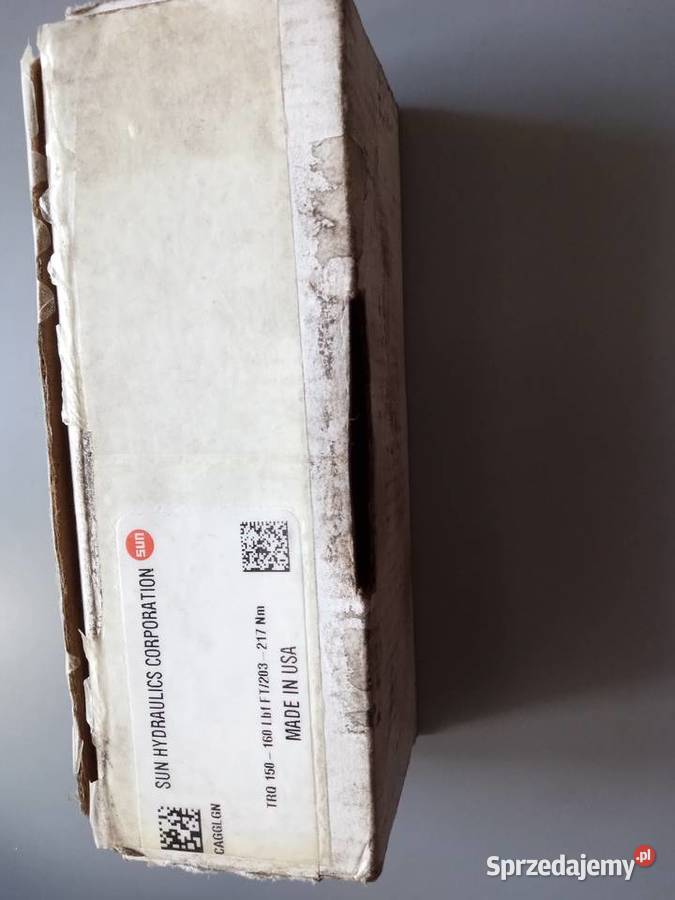 SUN HYDRAULICS CORPORATION
sun
CAGGLGN
TRQ 150 - 160 Lbf FT/203 - 217 Nm
MADE IN USA
Sprzedajemy.pl